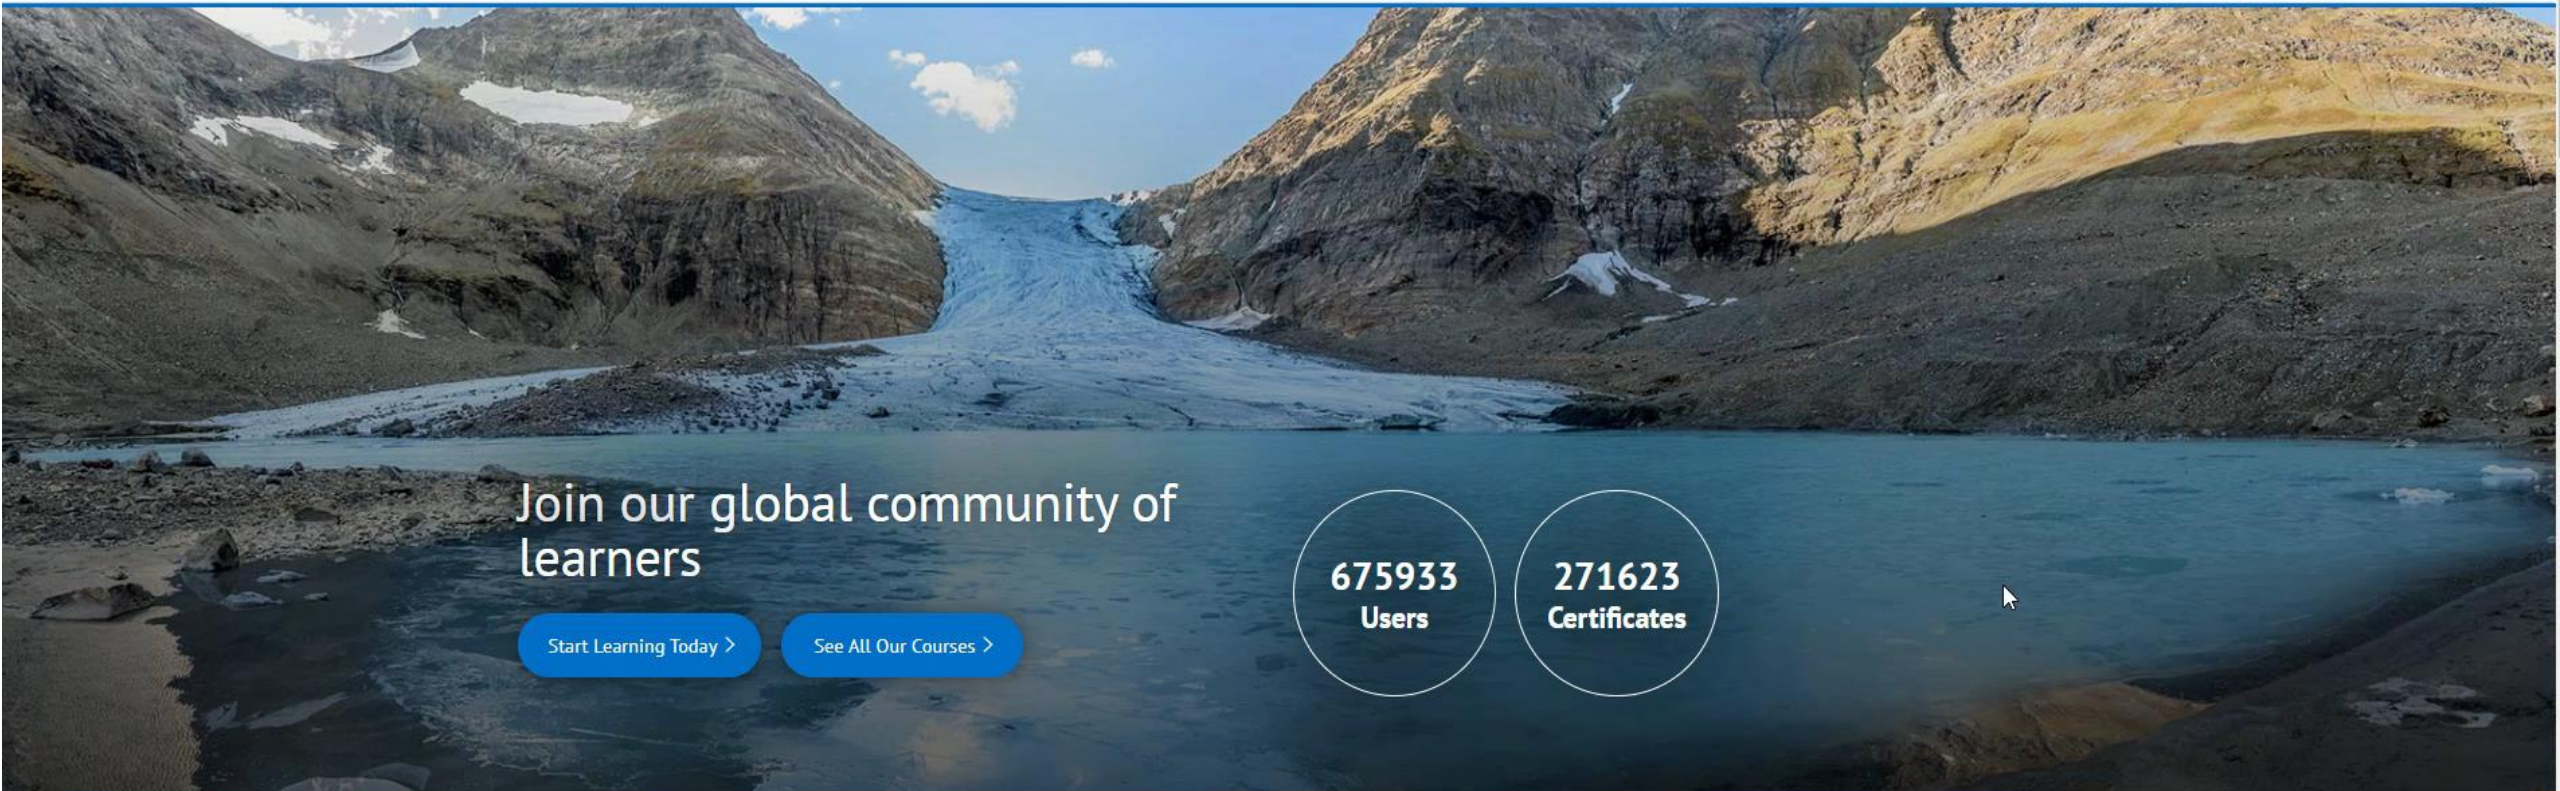 Join our global community of
learners
Start Learning Today >
See All Our Courses >
675933
Users
271623
Certificates